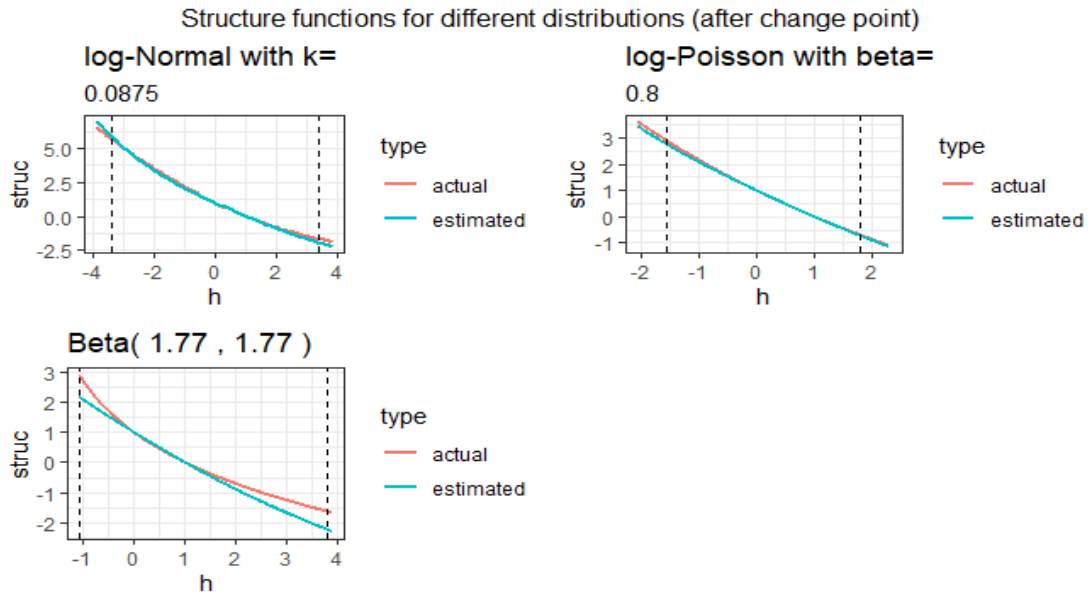 Structure functions for different distributions (after change point)
log-Normal with k=
0.0875
5.0
2.5
0.0
-2.5
struc
-4 -2 0 2 4
h
type
actual
estimated
log-Poisson with beta=
0.8
3
2
1
0
-1
struc
-2 -1 0 1 2
h
type
actual
estimated
Beta( 1.77 , 1.77 )
3
2
1
0
-1
-2
struc
-1 0 1 2 3 4
h
type
actual
estimated